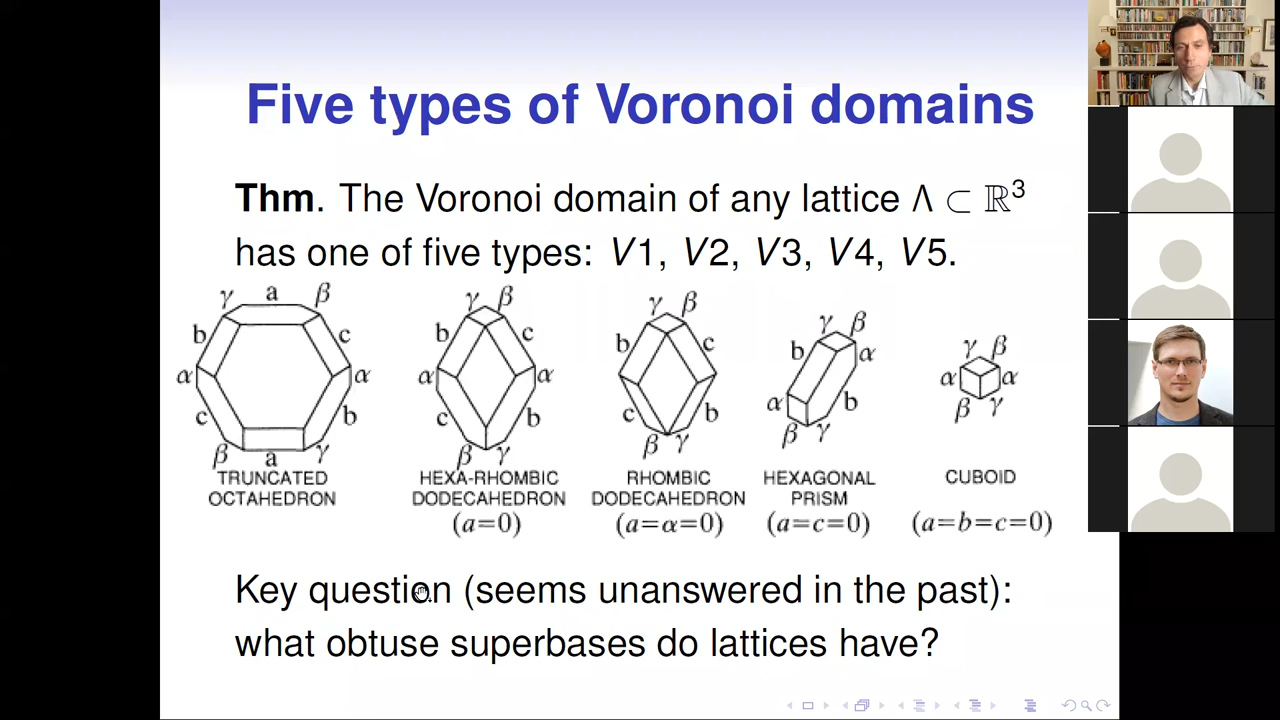 Five types of Voronoi domains
Thm. The Voronoi domain of any lattice Λ ⊂ ℝ³
has one of five types: V1, V2, V3, V4, V5.
γ a β
b c
α α
c b
β a γ
TRUNCATED
OCTAHEDRON
γ β
b c
α α
c b
β γ
HEXA-RHOMBIC
DODECAHEDRON
(a=0)
γ β
b c
c b
β γ
RHOMBIC
DODECAHEDRON
(a=α=0)
γ β
b α
α b
β γ
HEXAGONAL
PRISM
(a=c=0)
γ β
α α
β γ
CUBOID
(a=b=c=0)
Key question (seems unanswered in the past):
what obtuse superbases do lattices have?